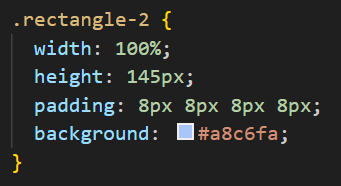 .rectangle-2 {
  width: 100%;
  height: 145px;
  padding: 8px 8px 8px 8px;
  background: #a8c6fa;
}